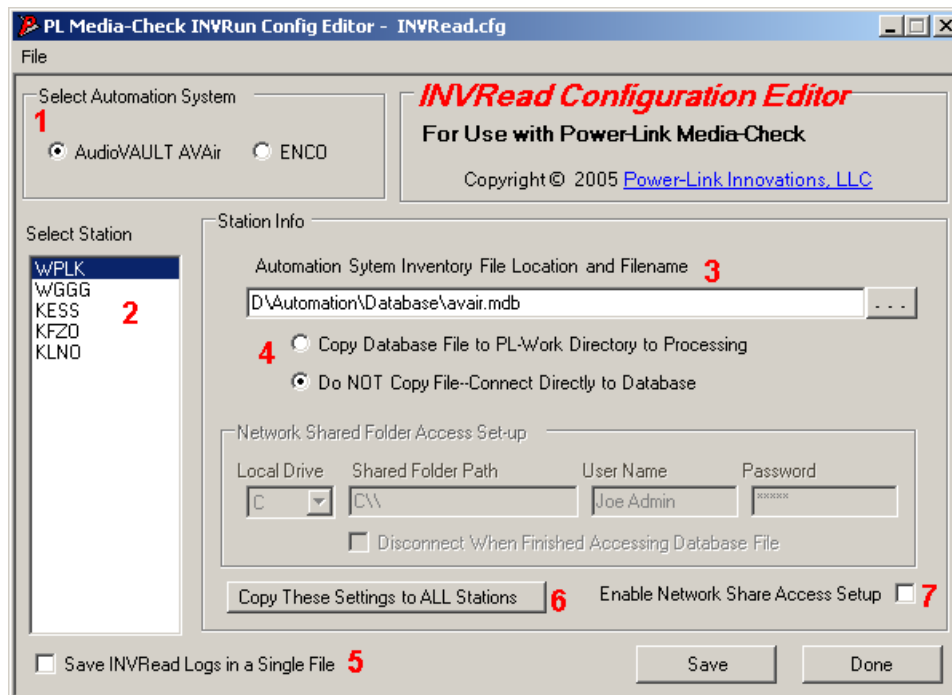 PL Media-Check INVRun Config Editor - INVRead.cfg
File
Select Automation System
1
AudioVAULT AVAir
ENCO
INVRead Configuration Editor
For Use with Power-Link Media-Check
Copyright © 2005 Power-Link Innovations, LLC
Select Station
WPLK
WGGG
KESS
KFZO
KLNO
2
Station Info
Automation Sytem Inventory File Location and Filename 3
D\Automation\Database\avair.mdb
...
4
Copy Database File to PL-Work Directory to Processing
Do NOT Copy File--Connect Directly to Database
Network Shared Folder Access Set-up
Local Drive Shared Folder Path User Name Password
C C\\ Joe Admin *****
Disconnect When Finished Accessing Database File
Copy These Settings to ALL Stations 6
Enable Network Share Access Setup 7
Save INVRead Logs in a Single File 5
Save
Done